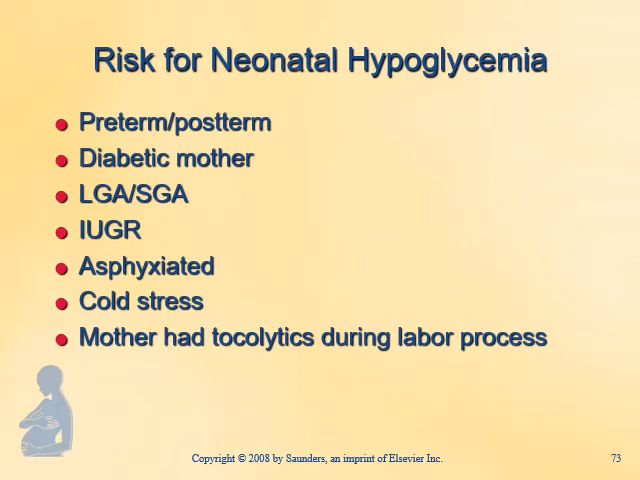 Risk for Neonatal Hypoglycemia
Preterm/postterm
Diabetic mother
LGA/SGA
IUGR
Asphyxiated
Cold stress
Mother had tocolytics during labor process
Copyright © 2008 by Saunders, an imprint of Elsevier Inc.
73